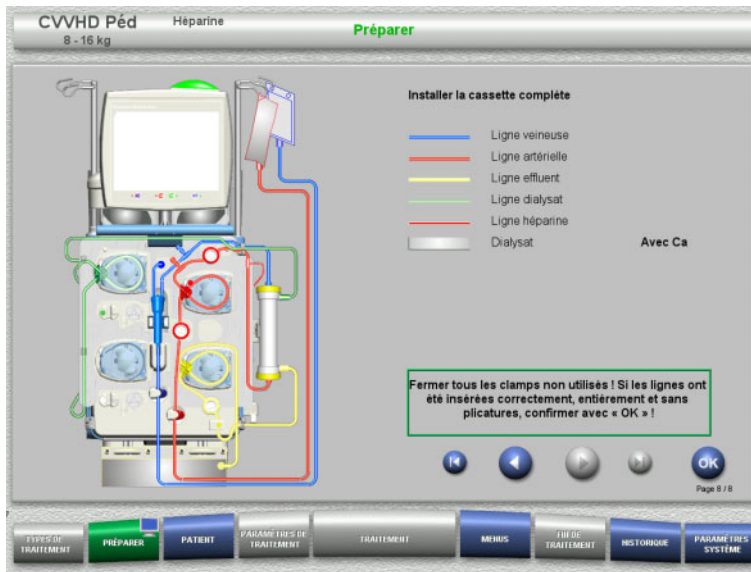 CVVHD Péd
Héparine
8 - 16 kg
Préparer
Installer la cassette complète
Ligne veineuse
Ligne artérielle
Ligne effluent
Ligne dialysat
Ligne héparine
Dialysat Avec Ca
Fermer tous les clamps non utilisés ! Si les lignes ont
été insérées correctement, entièrement et sans
plicatures, confirmer avec « OK » !
OK
Page 8 / 8
TYPES DE
TRAITEMENT
PRÉPARER
PATIENT
PARAMÈTRES DE
TRAITEMENT
TRAITEMENT
MENUS
FIN DE
TRAITEMENT
HISTORIQUE
PARAMÈTRES
SYSTÈME